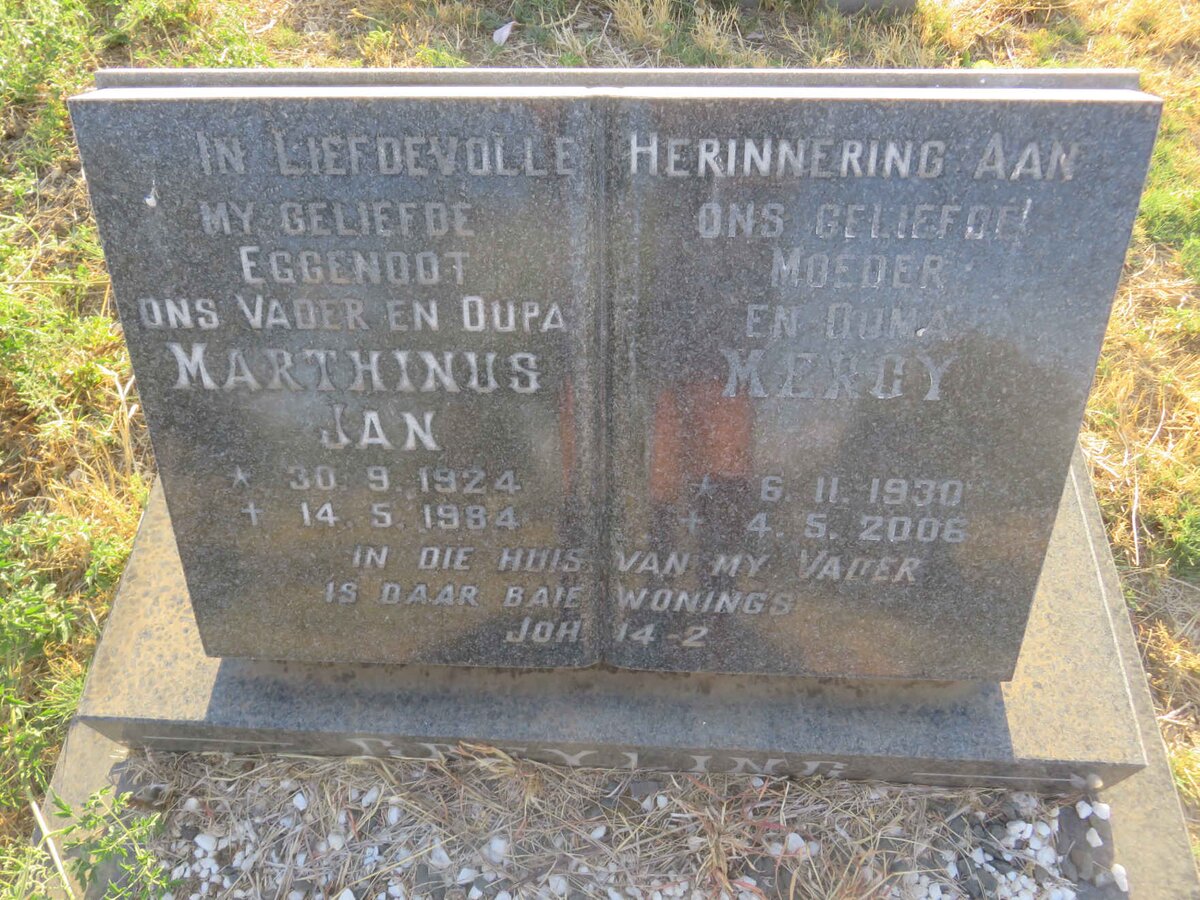 IN LIEFDEVOLLE HERINNERING AAN
MY GELIEFDE
EGGENOOT
ONS VADER EN OUPA
MARTHINUS
JAN
* 30. 9. 1924
† 14. 5. 1984
ONS GELIEFDE
MOEDER
EN OUMA
MERCY
* 6. 11. 1930
† 4. 5. 2006
IN DIE HUIS VAN MY VADER
IS DAAR BAIE WONINGS
JOH 14-2
GREYLING